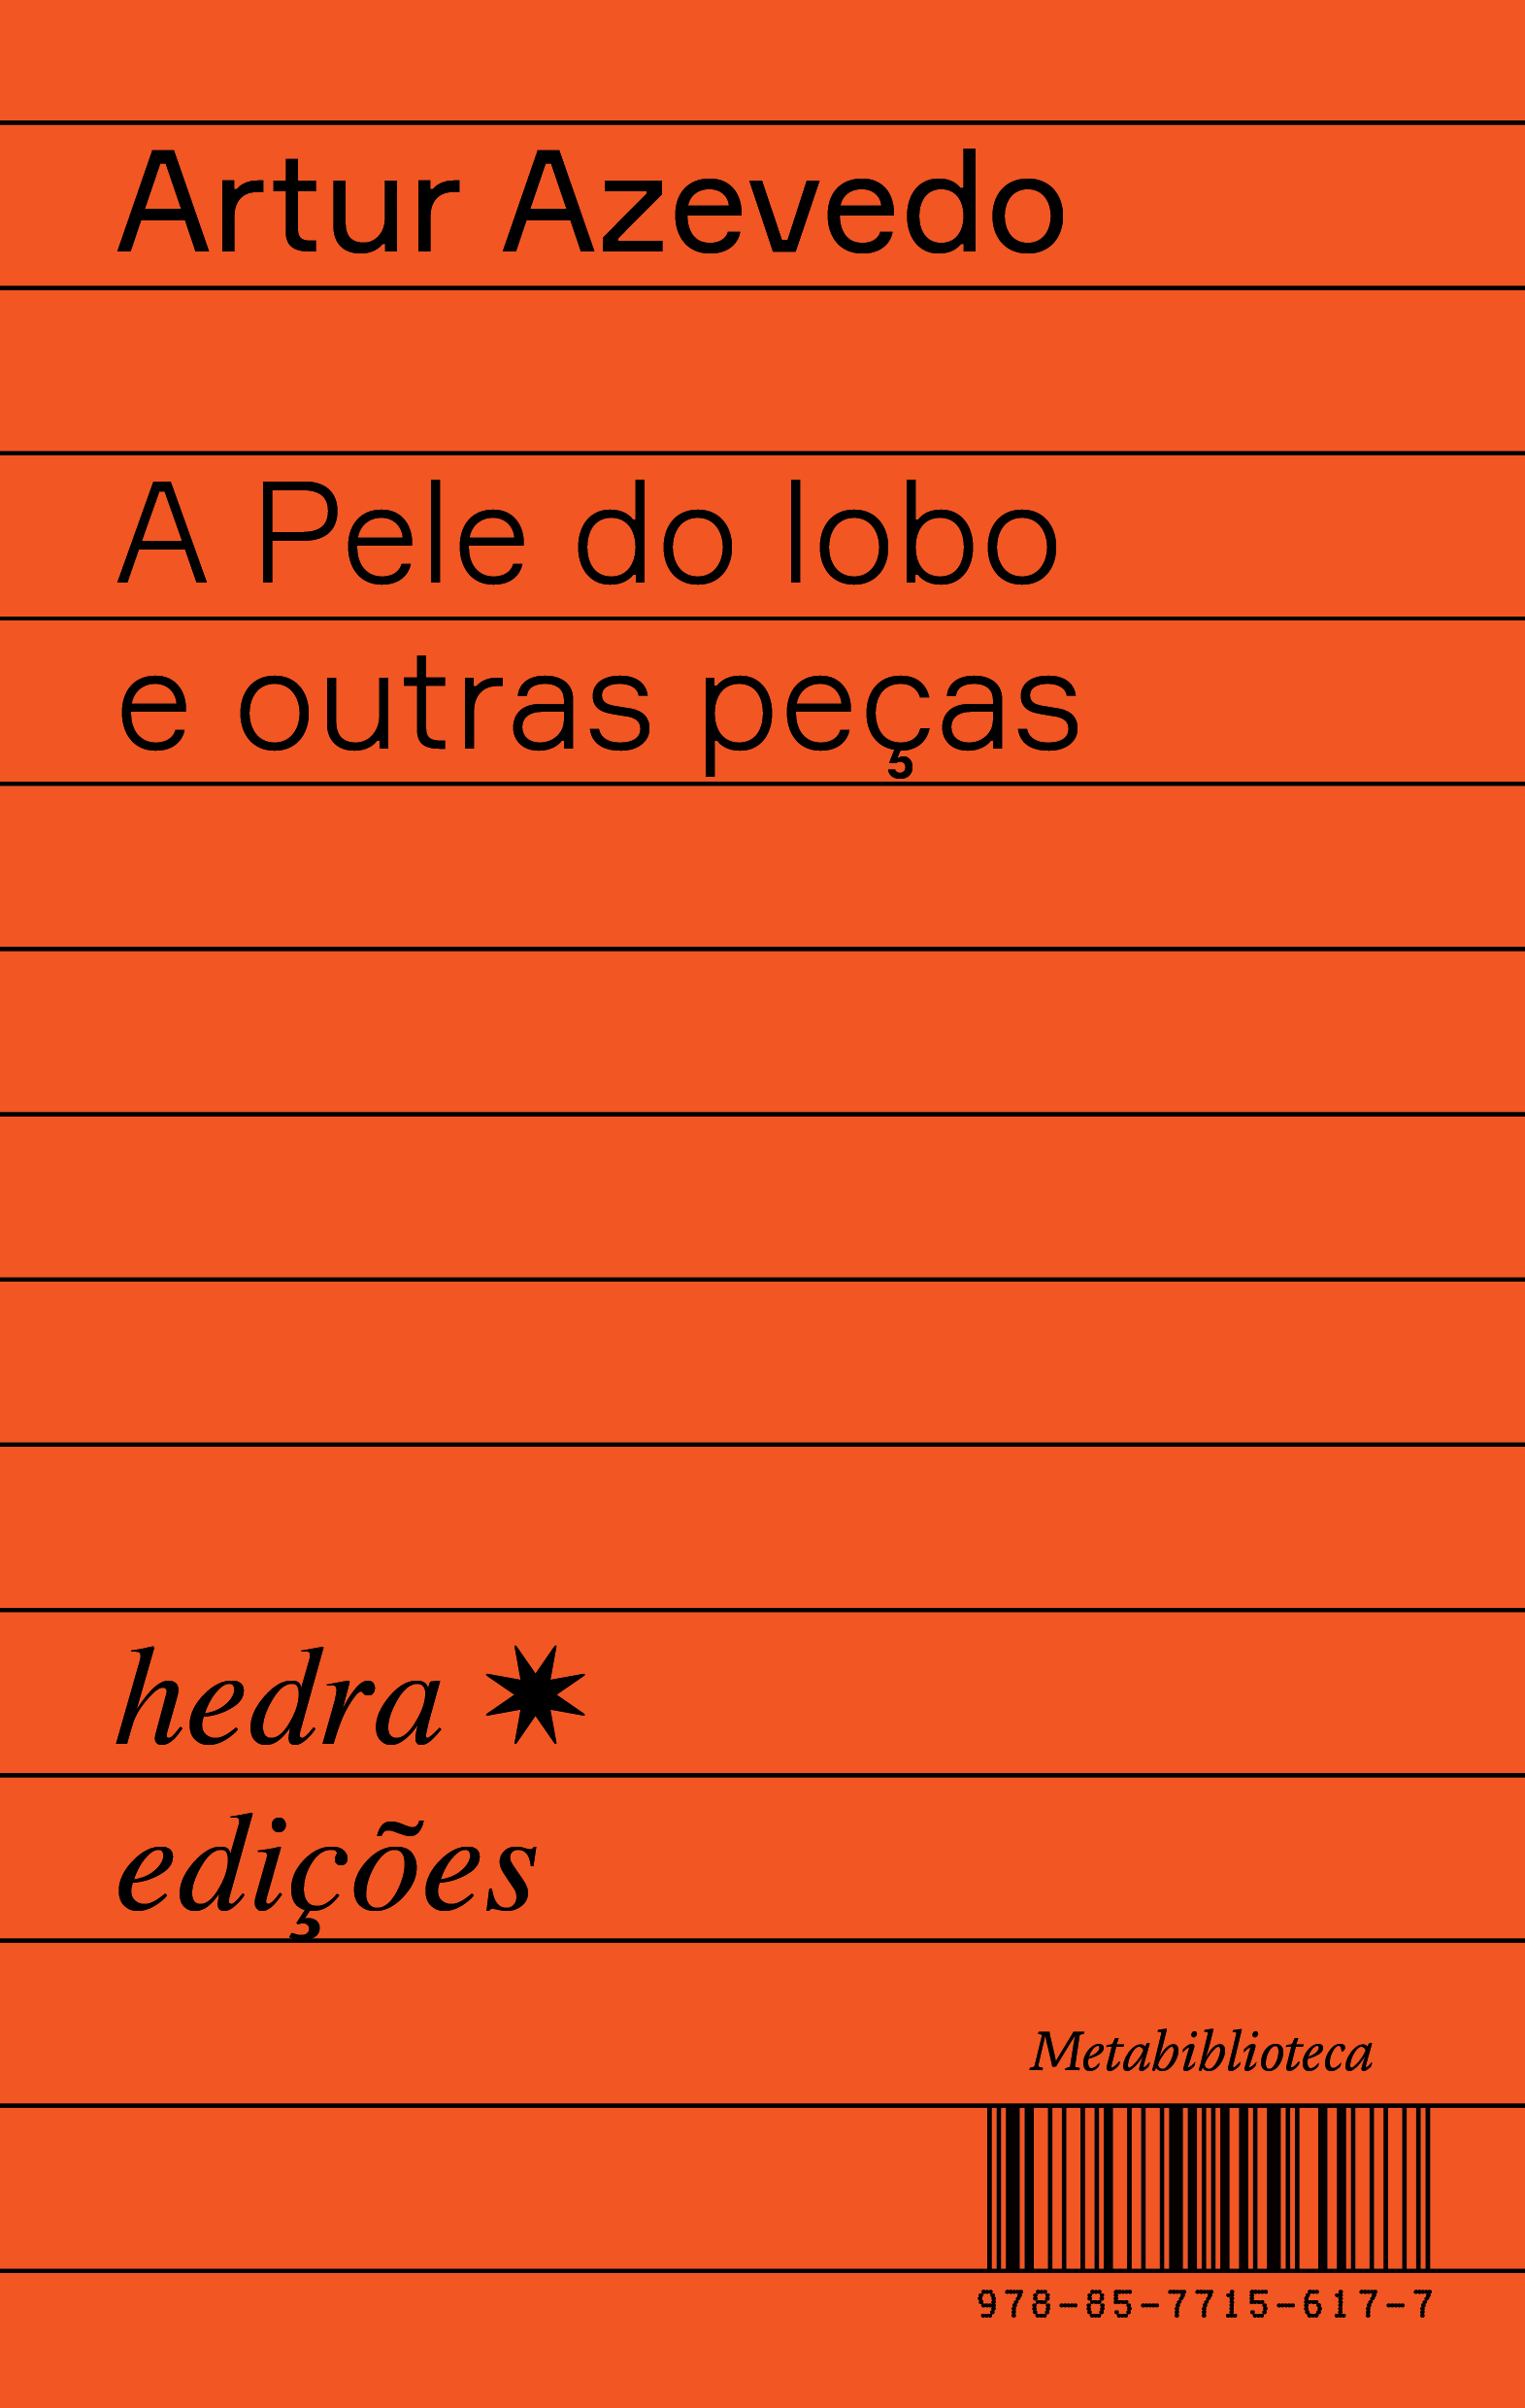 Artur Azevedo
A Pele do lobo
e outras peças
hedra
edições
Metabiblioteca
978-85-7715-617-7